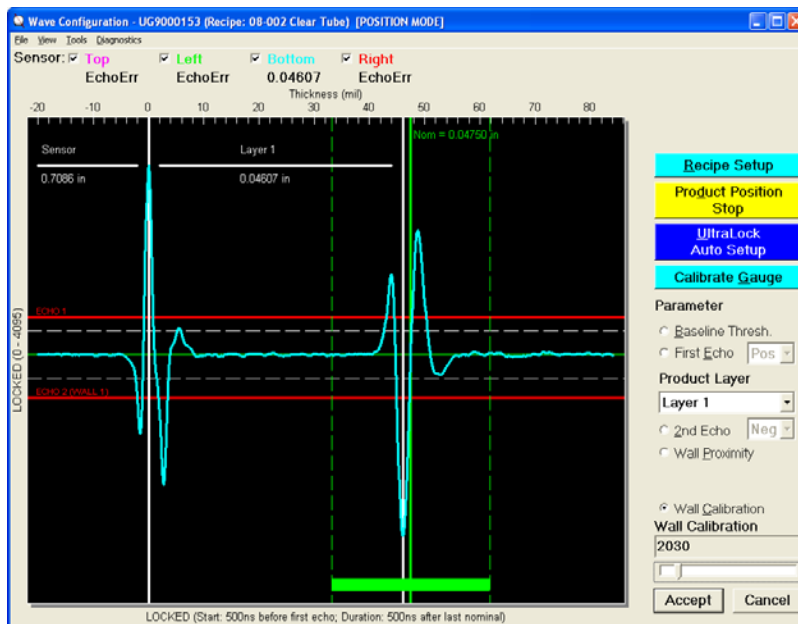 Wave Configuration - UG9000153 (Recipe: 08-002 Clear Tube) [POSITION MODE]
File View Tools Diagnostics
Sensor: Top Left Bottom Right
EchoErr EchoErr 0.04607 EchoErr
Thickness (mil)
-20 -10 0 10 20 30 40 50 60 70 80
Nom = 0.04750 in
Sensor Layer 1
0.7086 in 0.04607 in
ECHO 1
ECHO 2 (WALL 1)
LOCKED (0 - 4095)
LOCKED (Start: 500ns before first echo; Duration: 500ns after last nominal)
Recipe Setup
Product Position
Stop
UltraLock
Auto Setup
Calibrate Gauge
Parameter
Baseline Thresh.
First Echo Pos
Product Layer
Layer 1
2nd Echo Neg
Wall Proximity
Wall Calibration
Wall Calibration
2030
Accept Cancel